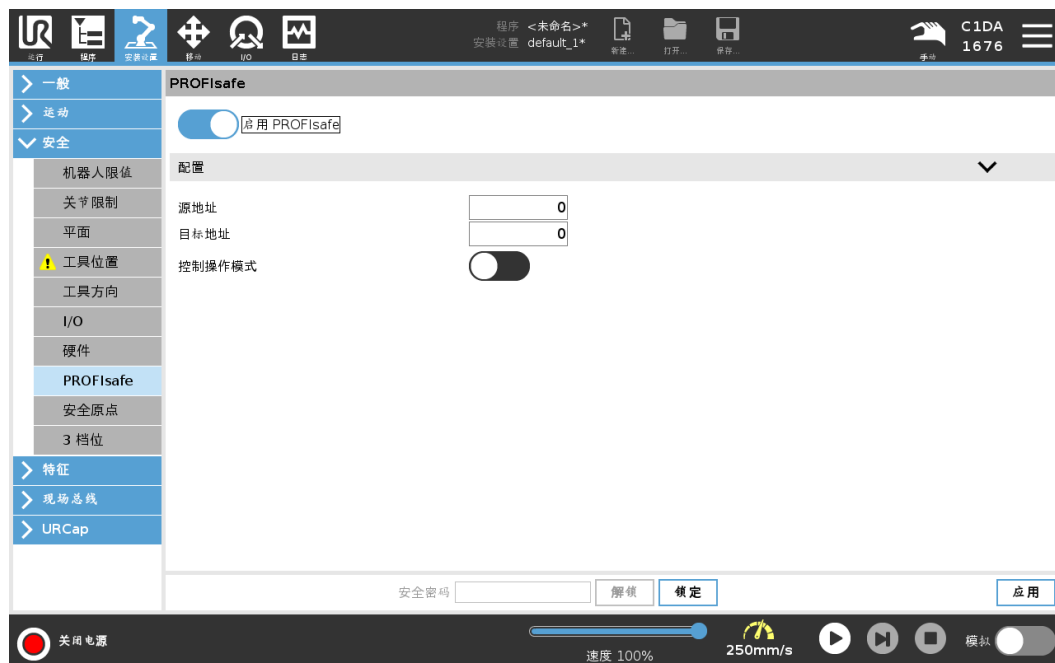 程序 <未命名>*
C1DA
安装设置 default_1*
1676
运行 程序 安装设置 移动 I/O 日志 新建... 打开... 保存... 手动
一般
PROFIsafe
运动
启用 PROFIsafe
安全
配置
机器人限值
关节限制
源地址 0
平面
目标地址 0
工具位置
控制操作模式
工具方向
I/O
硬件
PROFIsafe
安全原点
3 档位
特征
现场总线
URCap
安全密码 解锁 锁定 应用
关闭电源
速度 100%
250mm/s
模拟